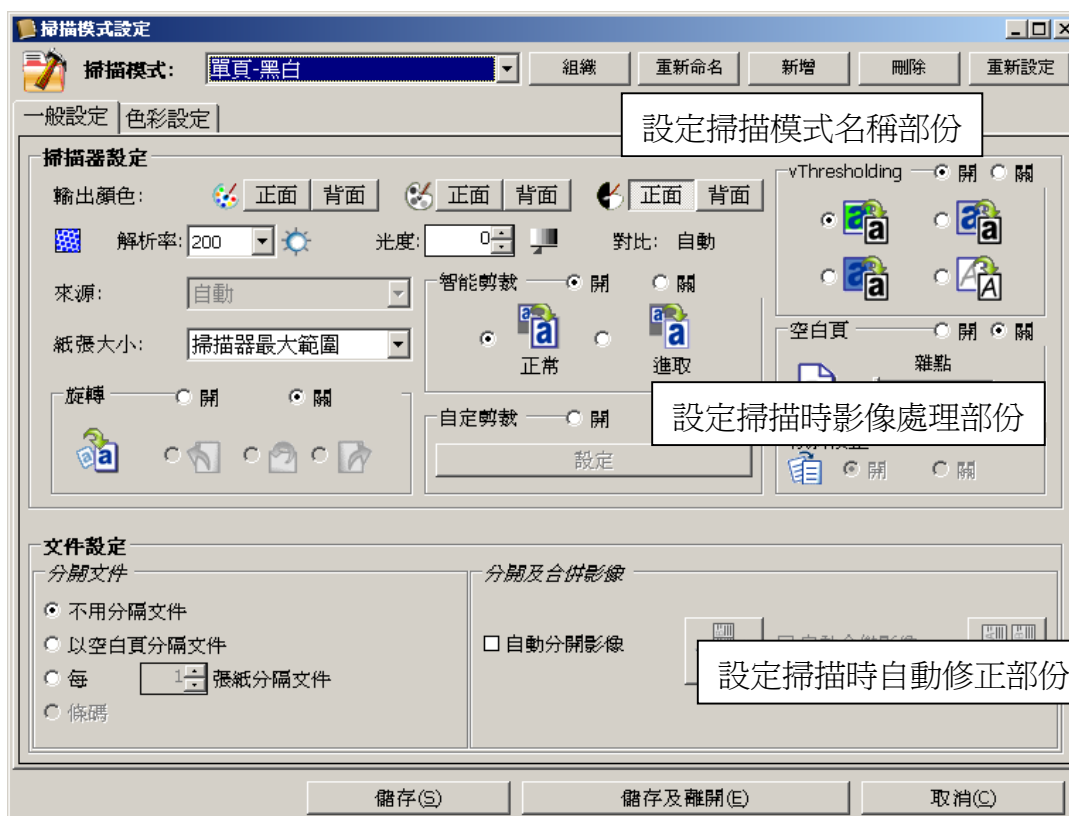 掃描模式設定
掃描模式: 單頁-黑白 組織 重新命名 新增 刪除 重新設定
一般設定 色彩設定
設定掃描模式名稱部份
掃描器設定
輸出顏色: 正面 背面 正面 背面 正面 背面
vThresholding 開 關
解析率: 200 光度: 0 對比: 自動
來源: 自動
智能剪裁 開 關
正常 進取
紙張大小: 掃描器最大範圍
空白頁 開 關
雜點
旋轉 開 關
設定掃描時影像處理部份
自定剪裁 開
設定
開 關
文件設定
分開文件
不用分隔文件
以空白頁分隔文件
每 1 張紙分隔文件
條碼
分開及合併影像
自動分開影像
設定掃描時自動修正部份
儲存(S) 儲存及離開(E) 取消(C)